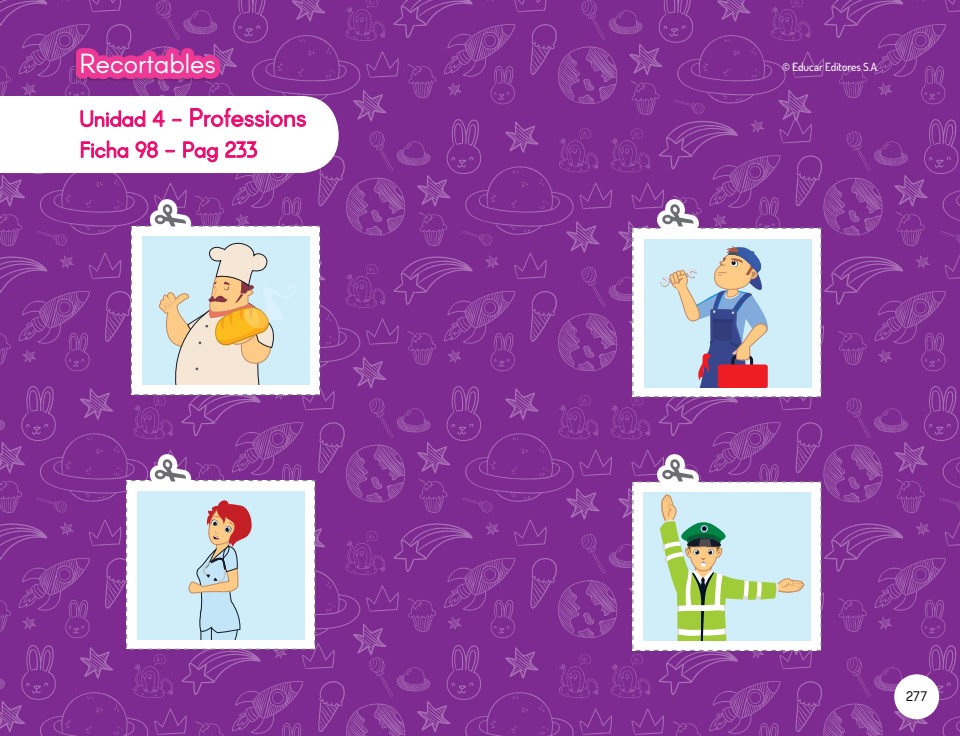 Recortables
© Educar Editores S.A.
Unidad 4 - Professions
Ficha 98 - Pag 233
277